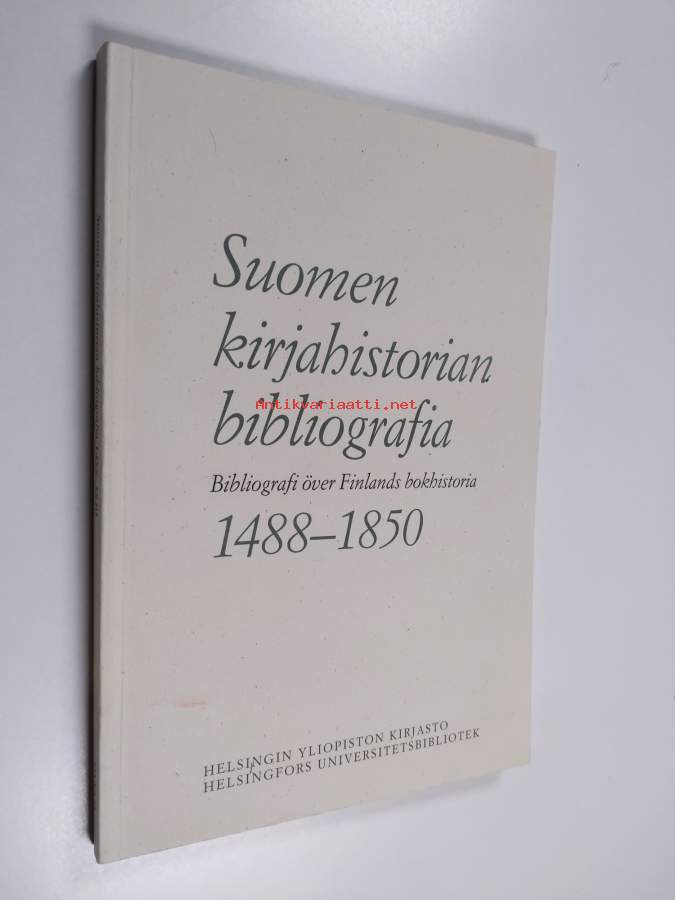 Suomen
kirjahistorian
bibliografia
Bibliografi över Finlands bokhistoria
1488–1850
HELSINGIN YLIOPISTON KIRJASTO
HELSINGFORS UNIVERSITETSBIBLIOTEK
Antikvariaatti.net